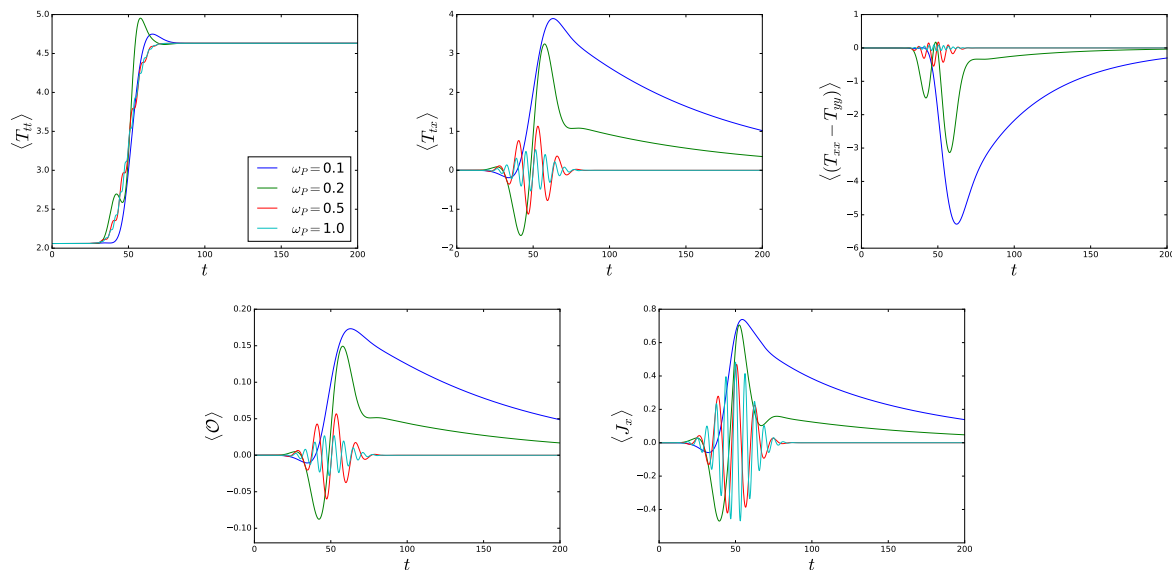 ⟨T_tt⟩
5.0
4.5
4.0
3.5
3.0
2.5
2.0
0 50 100 150 200
t
ω_P = 0.1
ω_P = 0.2
ω_P = 0.5
ω_P = 1.0
⟨T_tx⟩
4
3
2
1
0
−1
−2
0 50 100 150 200
t
⟨(T_xx − T_yy)⟩
1
0
−1
−2
−3
−4
−5
−6
0 50 100 150 200
t
⟨𝒪⟩
0.20
0.15
0.10
0.05
0.00
−0.05
−0.10
0 50 100 150 200
t
⟨J_x⟩
0.8
0.6
0.4
0.2
0.0
−0.2
−0.4
0 50 100 150 200
t